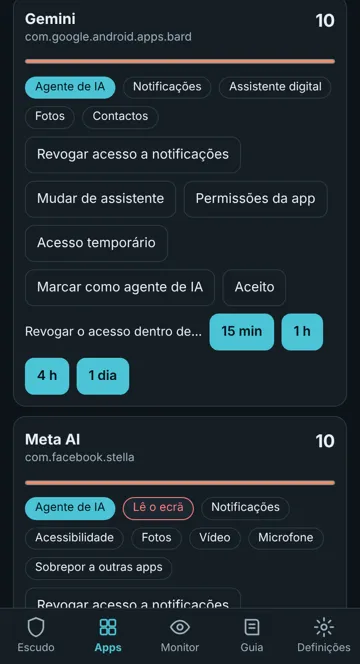 Gemini 10
com.google.android.apps.bard
Agente de IA Notificações Assistente digital
Fotos Contactos
Revogar acesso a notificações
Mudar de assistente Permissões da app
Acesso temporário
Marcar como agente de IA Aceito
Revogar o acesso dentro de... 15 min 1 h
4 h 1 dia
Meta AI 10
com.facebook.stella
Agente de IA Lê o ecrã Notificações
Acessibilidade Fotos Vídeo Microfone
Sobrepor a outras apps
Revogar acesso a notificações
Escudo Apps Monitor Guia Definições